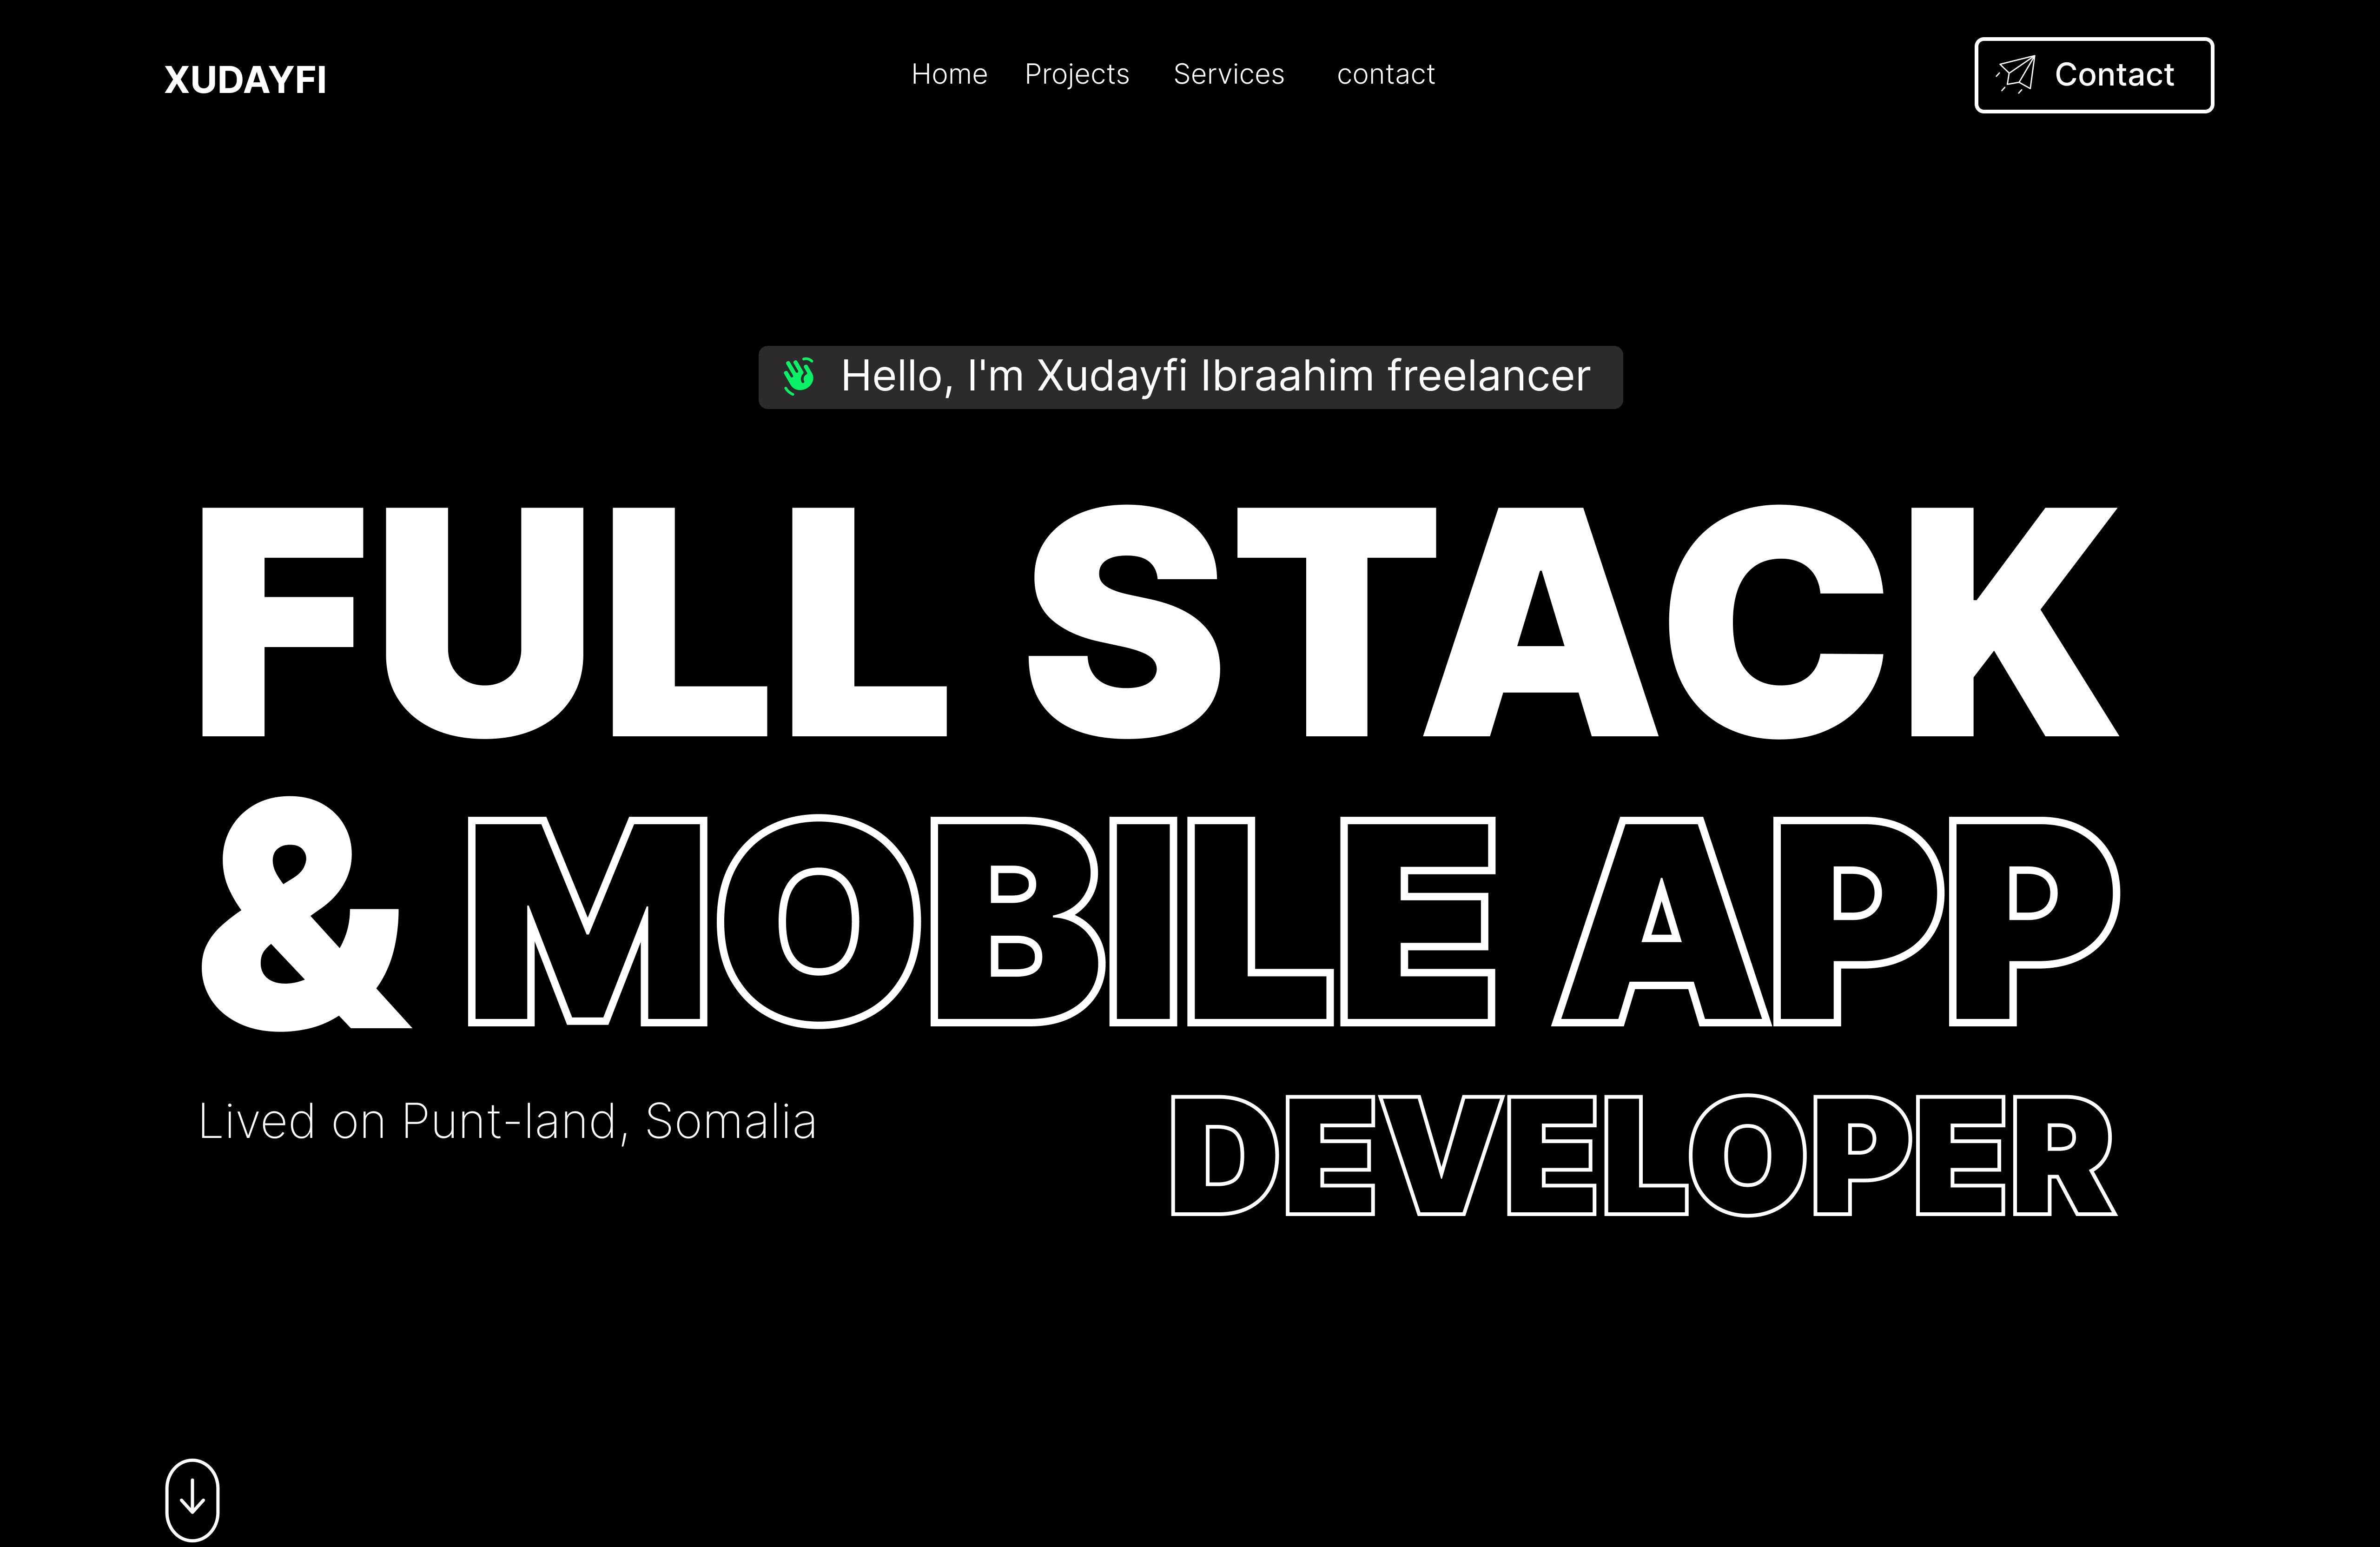 XUDAYFI
Home Projects Services contact
Contact
Hello, I'm Xudayfi Ibraahim freelancer
FULL STACK
& MOBILE APP
Lived on Punt-land, Somalia
DEVELOPER